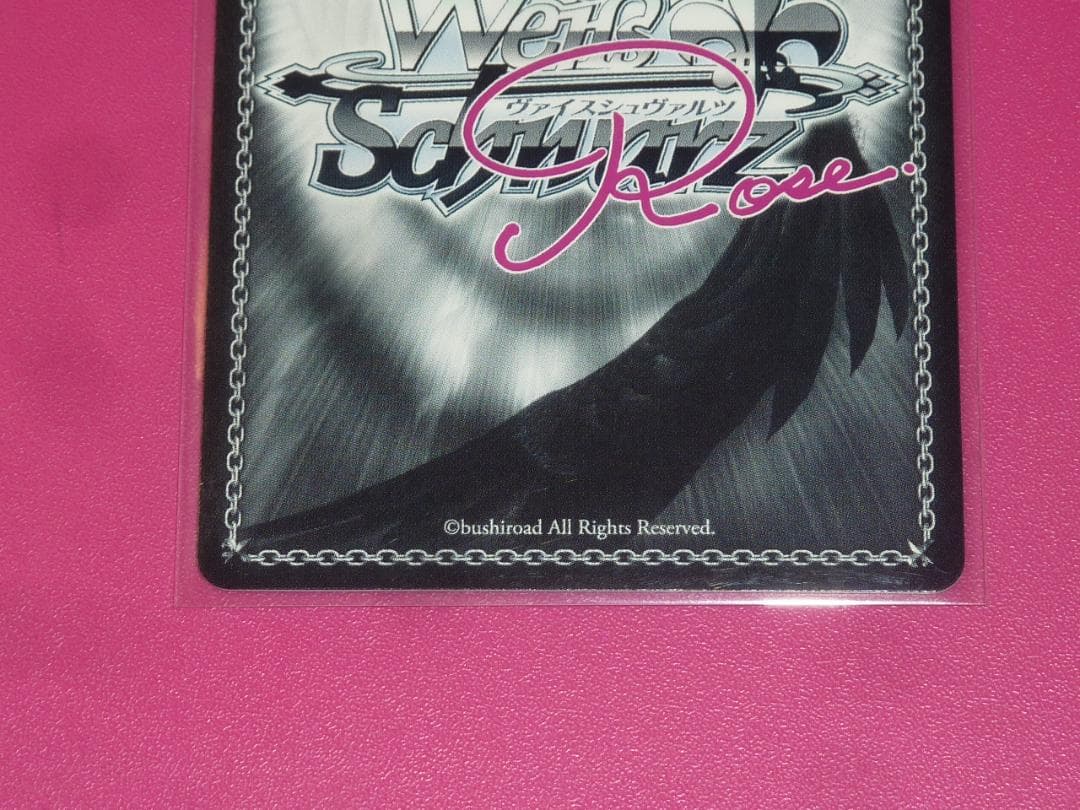 Weiß
ヴァイスシュヴァルツ
Schwarz
Rose.
©bushiroad All Rights Reserved.